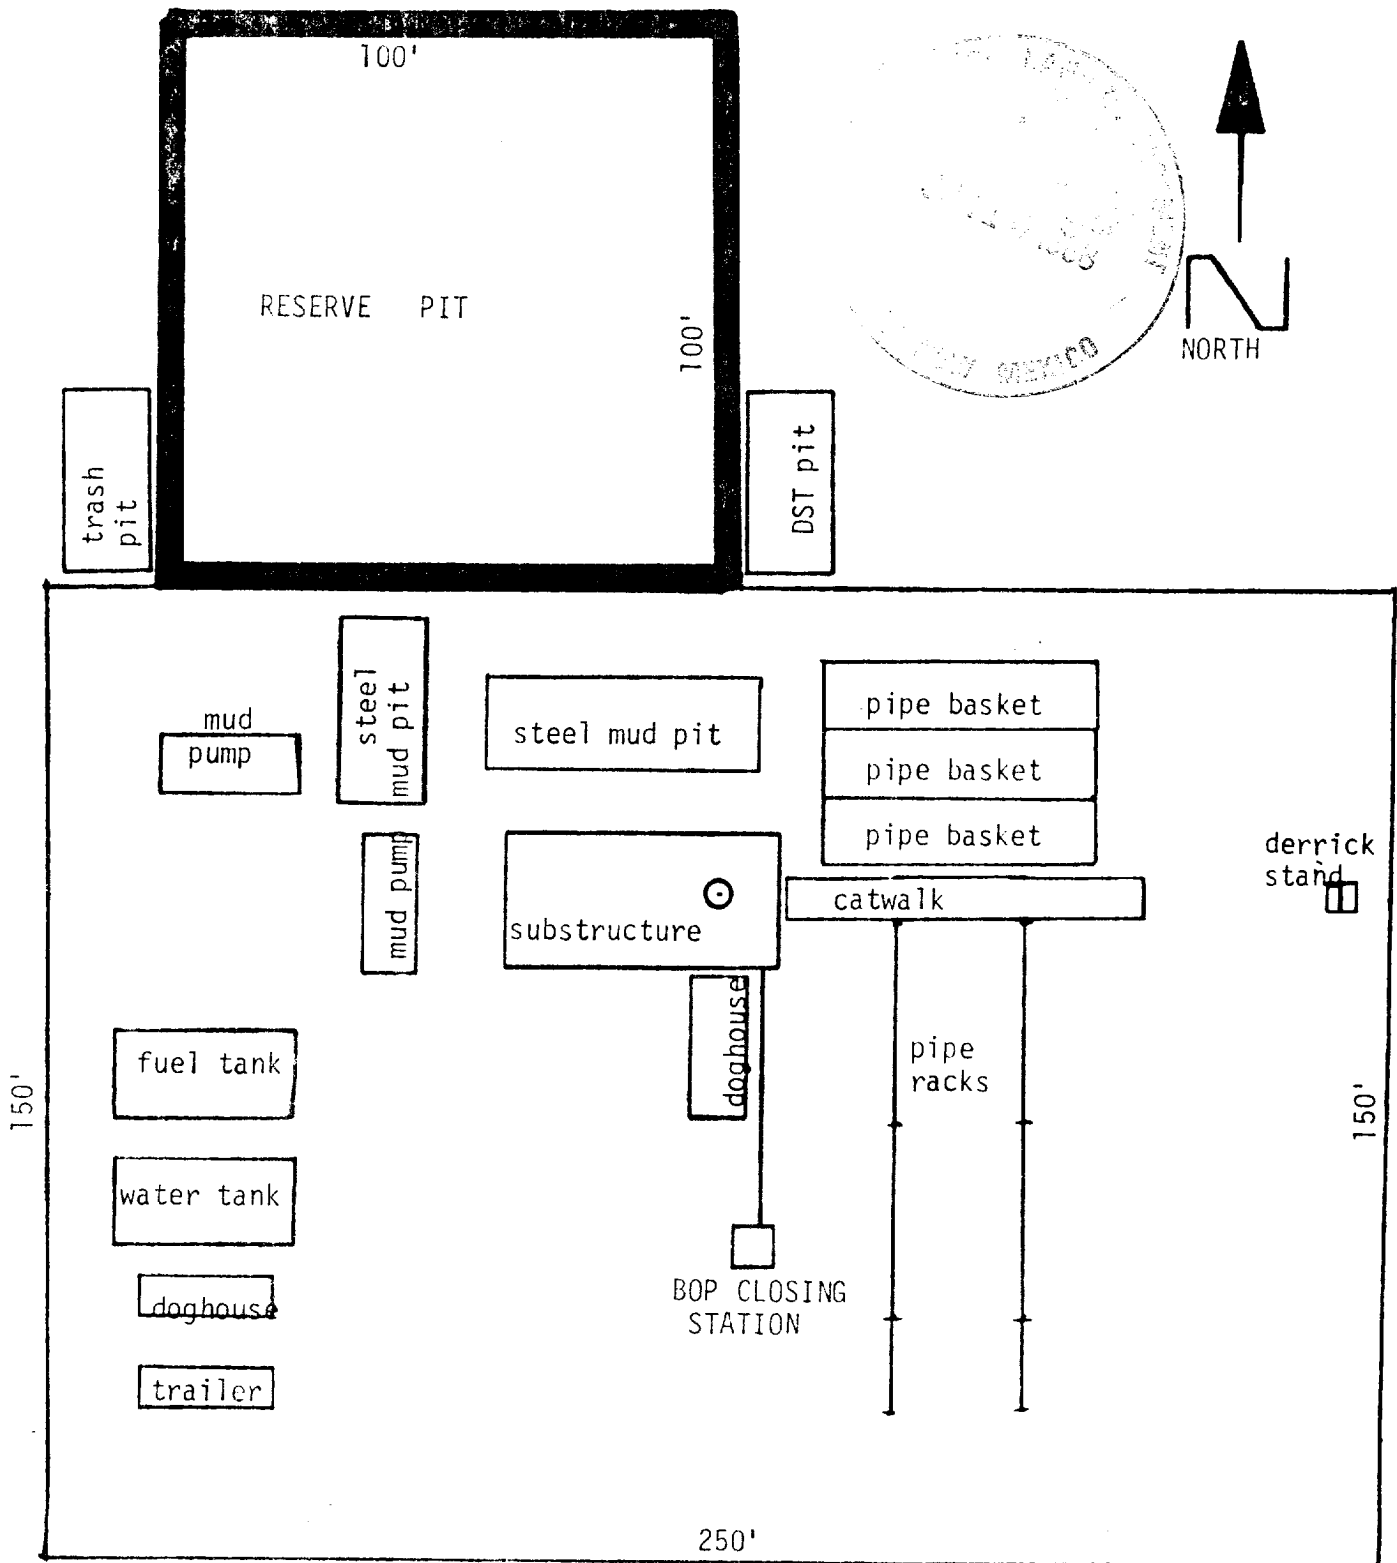 100'
RESERVE PIT
100'
NEW MEXICO
NORTH
trash
pit
DST pit
steel
mud pit
mud
pump
steel mud pit
pipe basket
pipe basket
pipe basket
mud pump
substructure
catwalk
derrick
stand
doghouse
fuel tank
pipe
racks
150'
150'
water tank
doghouse
BOP CLOSING
STATION
trailer
250'